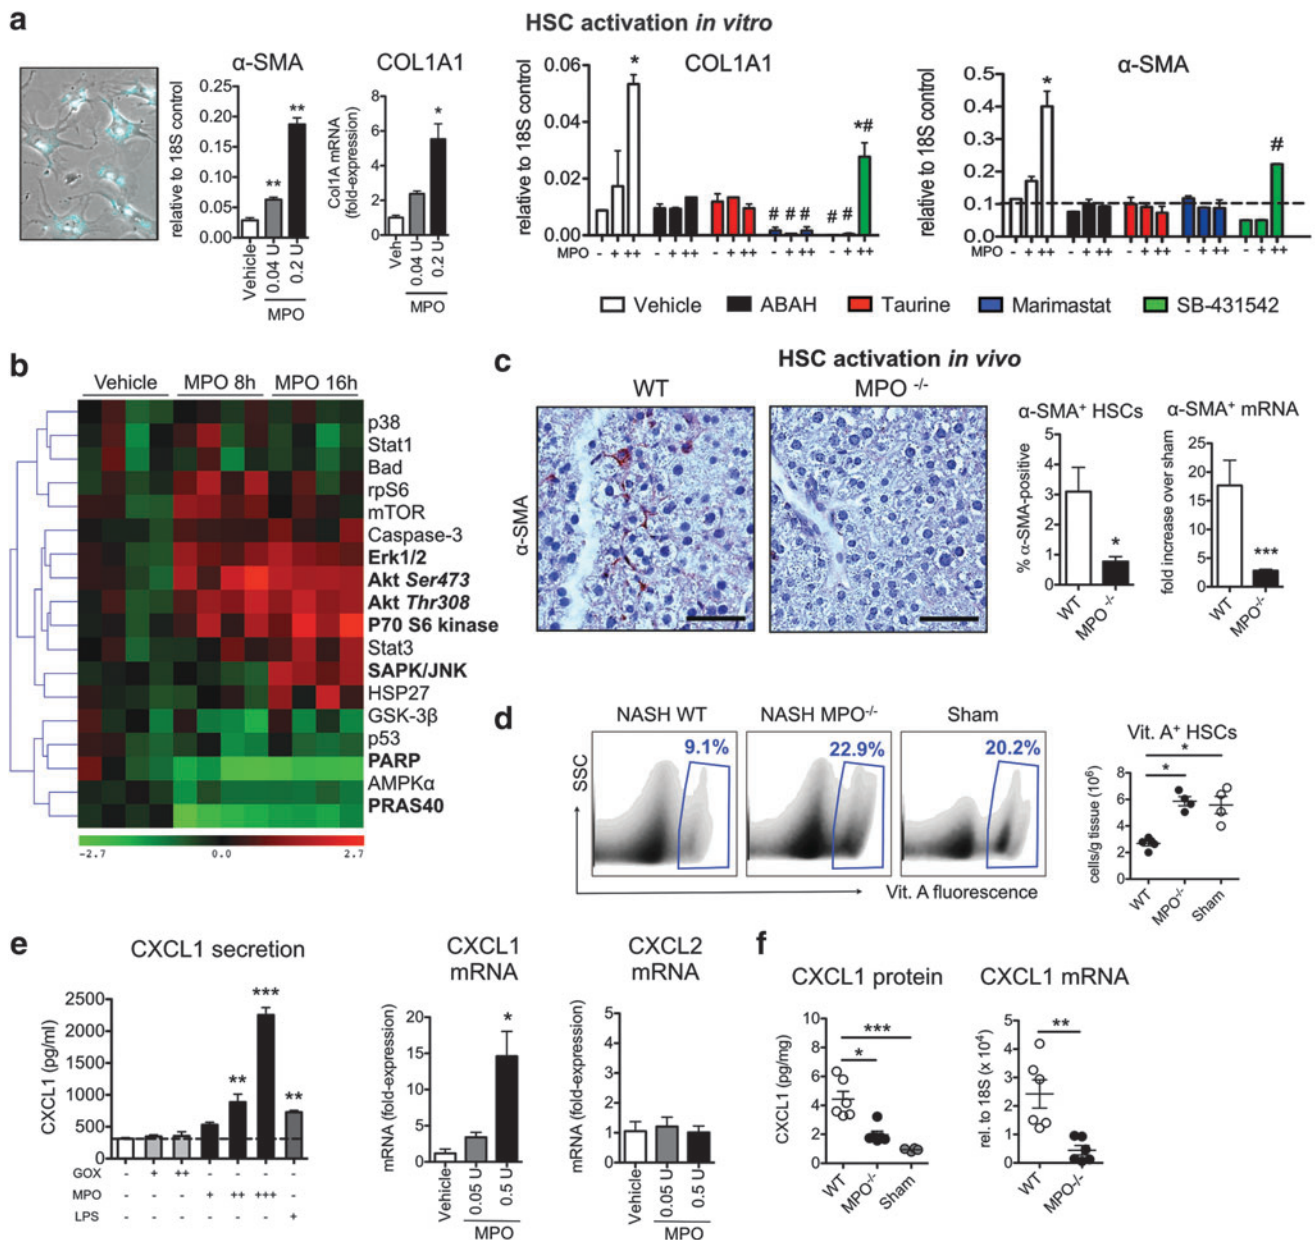 a
HSC activation in vitro
α-SMA
relative to 18S control
0.25
0.20
0.15
0.10
0.05
0.00
**
**
Vehicle
0.04 U
0.2 U
MPO
COL1A1
Col1A mRNA
(fold-expression)
8
6
4
2
0
*
Veh
0.04 U
0.2 U
MPO
COL1A1
relative to 18S control
0.06
0.04
0.02
0.00
*
# # #
# #
*#
MPO - + ++ - + ++ - + ++ - + ++ - + ++
α-SMA
relative to 18S control
0.5
0.4
0.3
0.2
0.1
0.0
*
#
MPO - + ++ - + ++ - + ++ - + ++ - + ++
Vehicle ABAH Taurine Marimastat SB-431542
b
Vehicle MPO 8h MPO 16h
p38
Stat1
Bad
rpS6
mTOR
Caspase-3
Erk1/2
Akt Ser473
Akt Thr308
P70 S6 kinase
Stat3
SAPK/JNK
HSP27
GSK-3β
p53
PARP
AMPKα
PRAS40
-2.7 0.0 2.7
c
HSC activation in vivo
WT
MPO -/-
α-SMA
α-SMA+ HSCs
% α-SMA-positive
5
4
3
2
1
0
*
WT
MPO-/-
α-SMA+ mRNA
fold increase over sham
25
20
15
10
5
0
***
WT
MPO-/-
d
NASH WT NASH MPO-/- Sham
9.1% 22.9% 20.2%
SSC
Vit. A fluorescence
Vit. A+ HSCs
cells/g tissue (10^6)
8
6
4
2
0
*
*
WT
MPO-/-
Sham
e
CXCL1 secretion
CXCL1 (pg/ml)
2500
2000
1500
1000
500
0
**
***
**
GOX - + ++ - - - -
MPO - - - + ++ +++ -
LPS - - - - - - +
CXCL1
mRNA
mRNA (fold-expression)
20
15
10
5
0
*
Vehicle
0.05 U
0.5 U
MPO
CXCL2
mRNA
mRNA (fold-expression)
5
4
3
2
1
0
Vehicle
0.05 U
0.5 U
MPO
f
CXCL1 protein
CXCL1 (pg/mg)
8
6
4
2
0
***
*
WT
MPO-/-
Sham
CXCL1 mRNA
rel. to 18S (x 10^4)
5
4
3
2
1
0
**
WT
MPO-/-